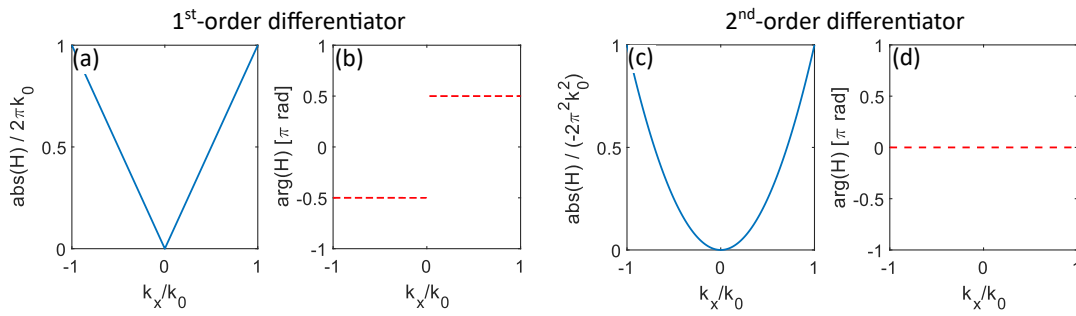 1st-order differentiator
2nd-order differentiator
(a)
abs(H) / 2πk0
1
0.5
0
-1
0
1
kx/k0
(b)
arg(H) [π rad]
1
0.5
0
-0.5
-1
-1
0
1
kx/k0
(c)
abs(H) / (-2π²k0²)
1
0.5
0
-1
0
1
kx/k0
(d)
arg(H) [π rad]
1
0.5
0
-0.5
-1
-1
0
1
kx/k0